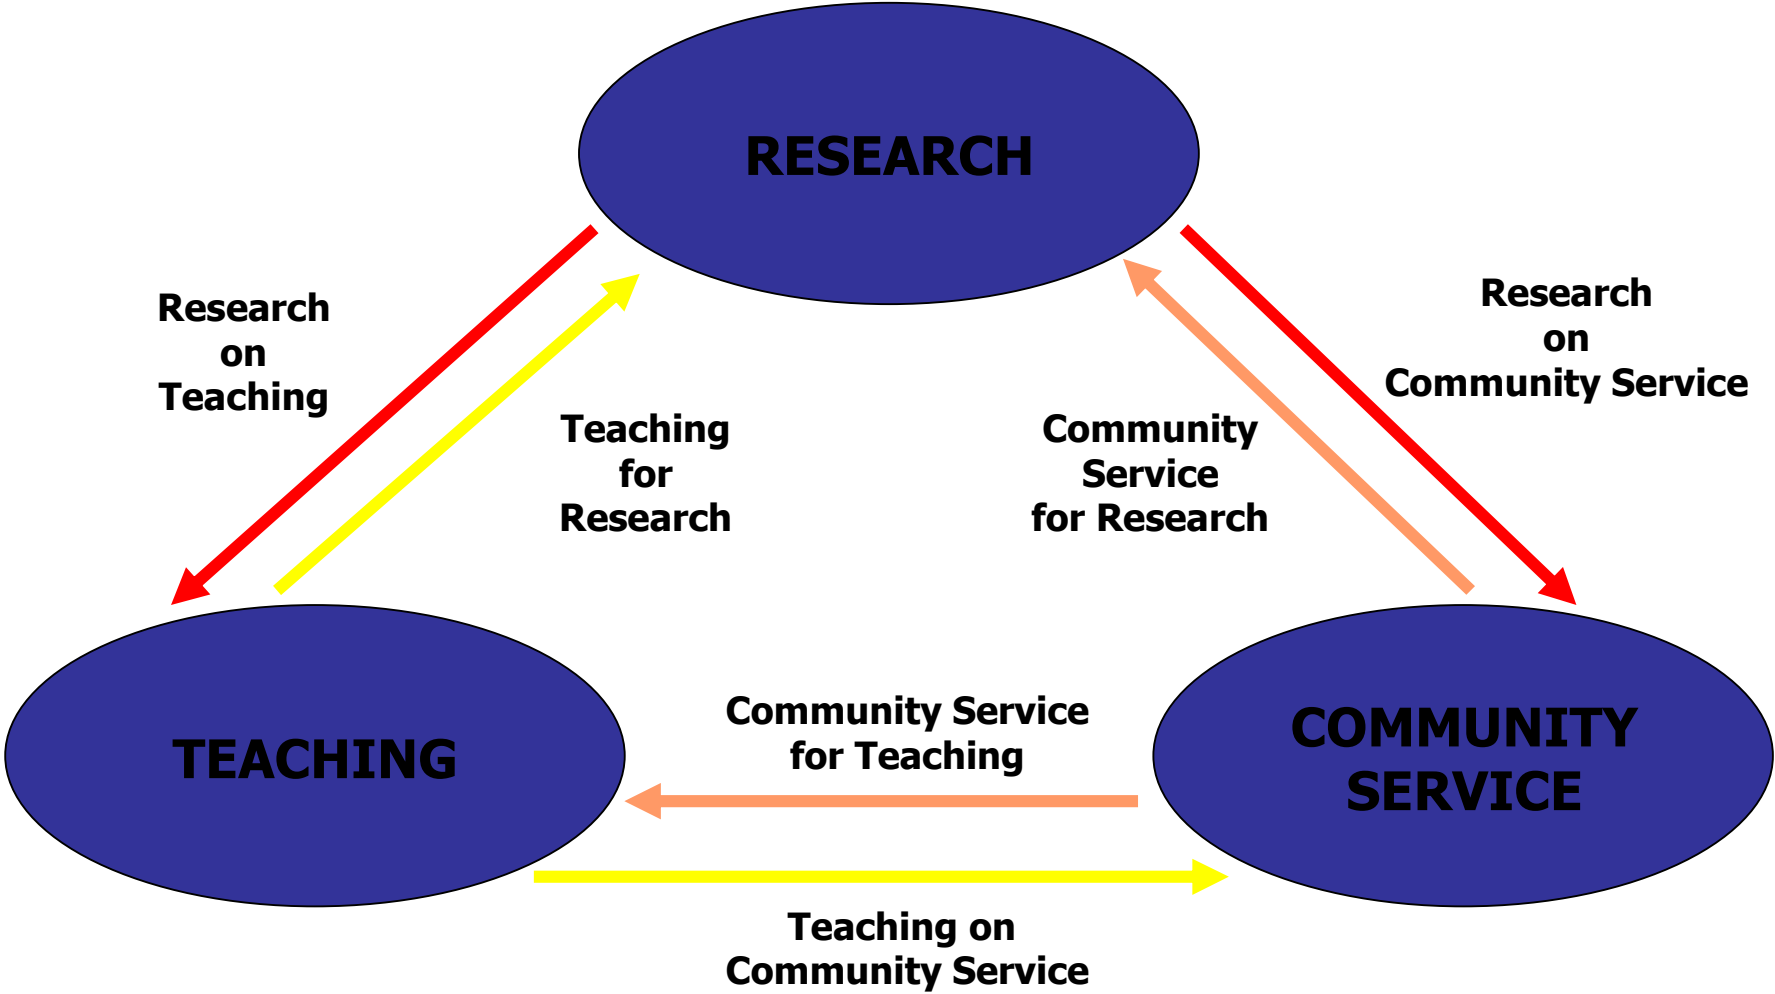 RESEARCH
Research
on
Teaching
Teaching
for
Research
Community
Service
for Research
Research
on
Community Service
TEACHING
Community Service
for Teaching
COMMUNITY
SERVICE
Teaching on
Community Service